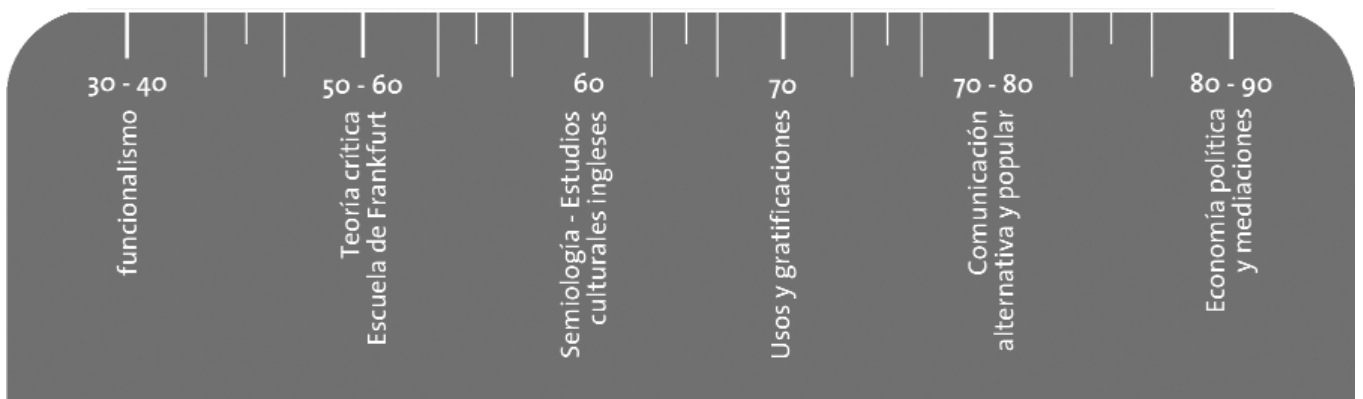 30 - 40
funcionalismo
50 - 60
Teoría crítica
Escuela de Frankfurt
60
Semiología - Estudios
culturales ingleses
70
Usos y gratificaciones
70 - 80
Comunicación
alternativa y popular
80 - 90
Economía política
y mediaciones